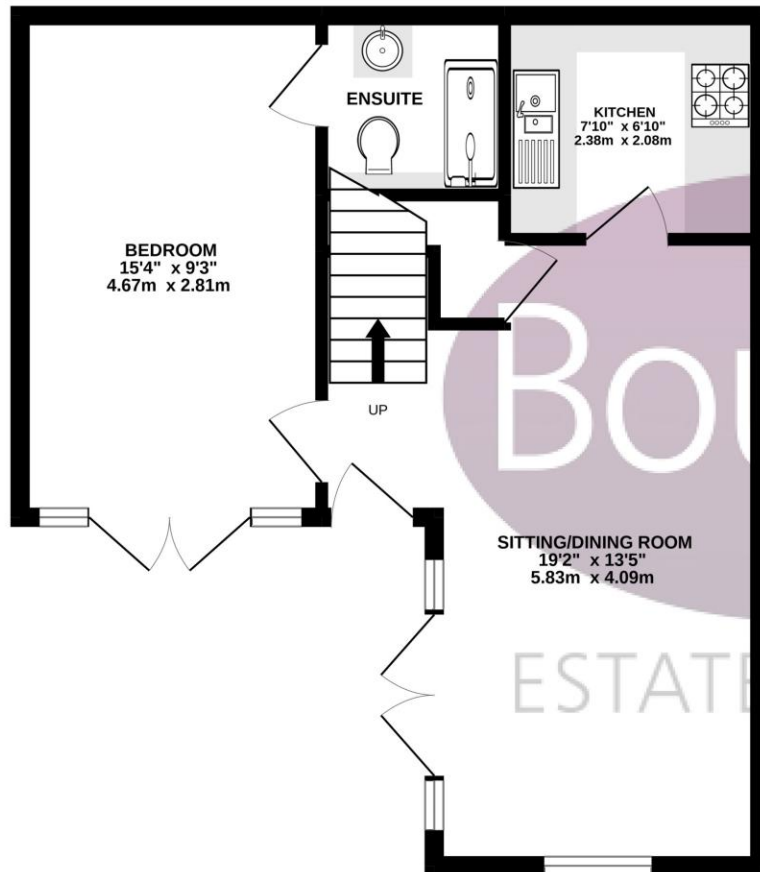 ENSUITE
KITCHEN
7'10" x 6'10"
2.38m x 2.08m
BEDROOM
15'4" x 9'3"
4.67m x 2.81m
UP
SITTING/DINING ROOM
19'2" x 13'5"
5.83m x 4.09m
ESTATE